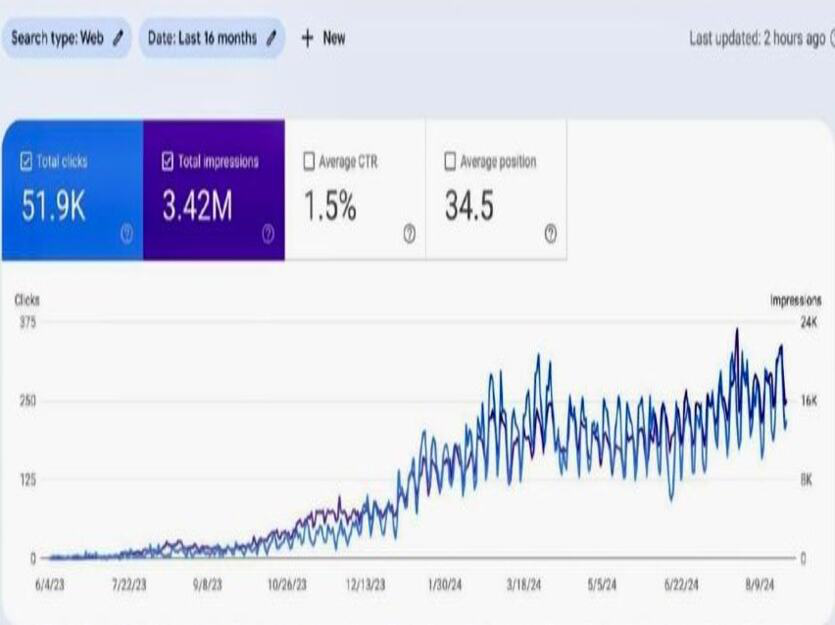 Search type: Web
Date: Last 16 months
+ New
Last updated: 2 hours ago
Total clicks
51.9K
Total impressions
3.42M
Average CTR
1.5%
Average position
34.5
Clicks
375
250
125
0
Impressions
24K
16K
8K
0
6/4/23 7/22/23 9/8/23 10/26/23 12/13/23 1/30/24 3/18/24 5/5/24 6/22/24 8/9/24